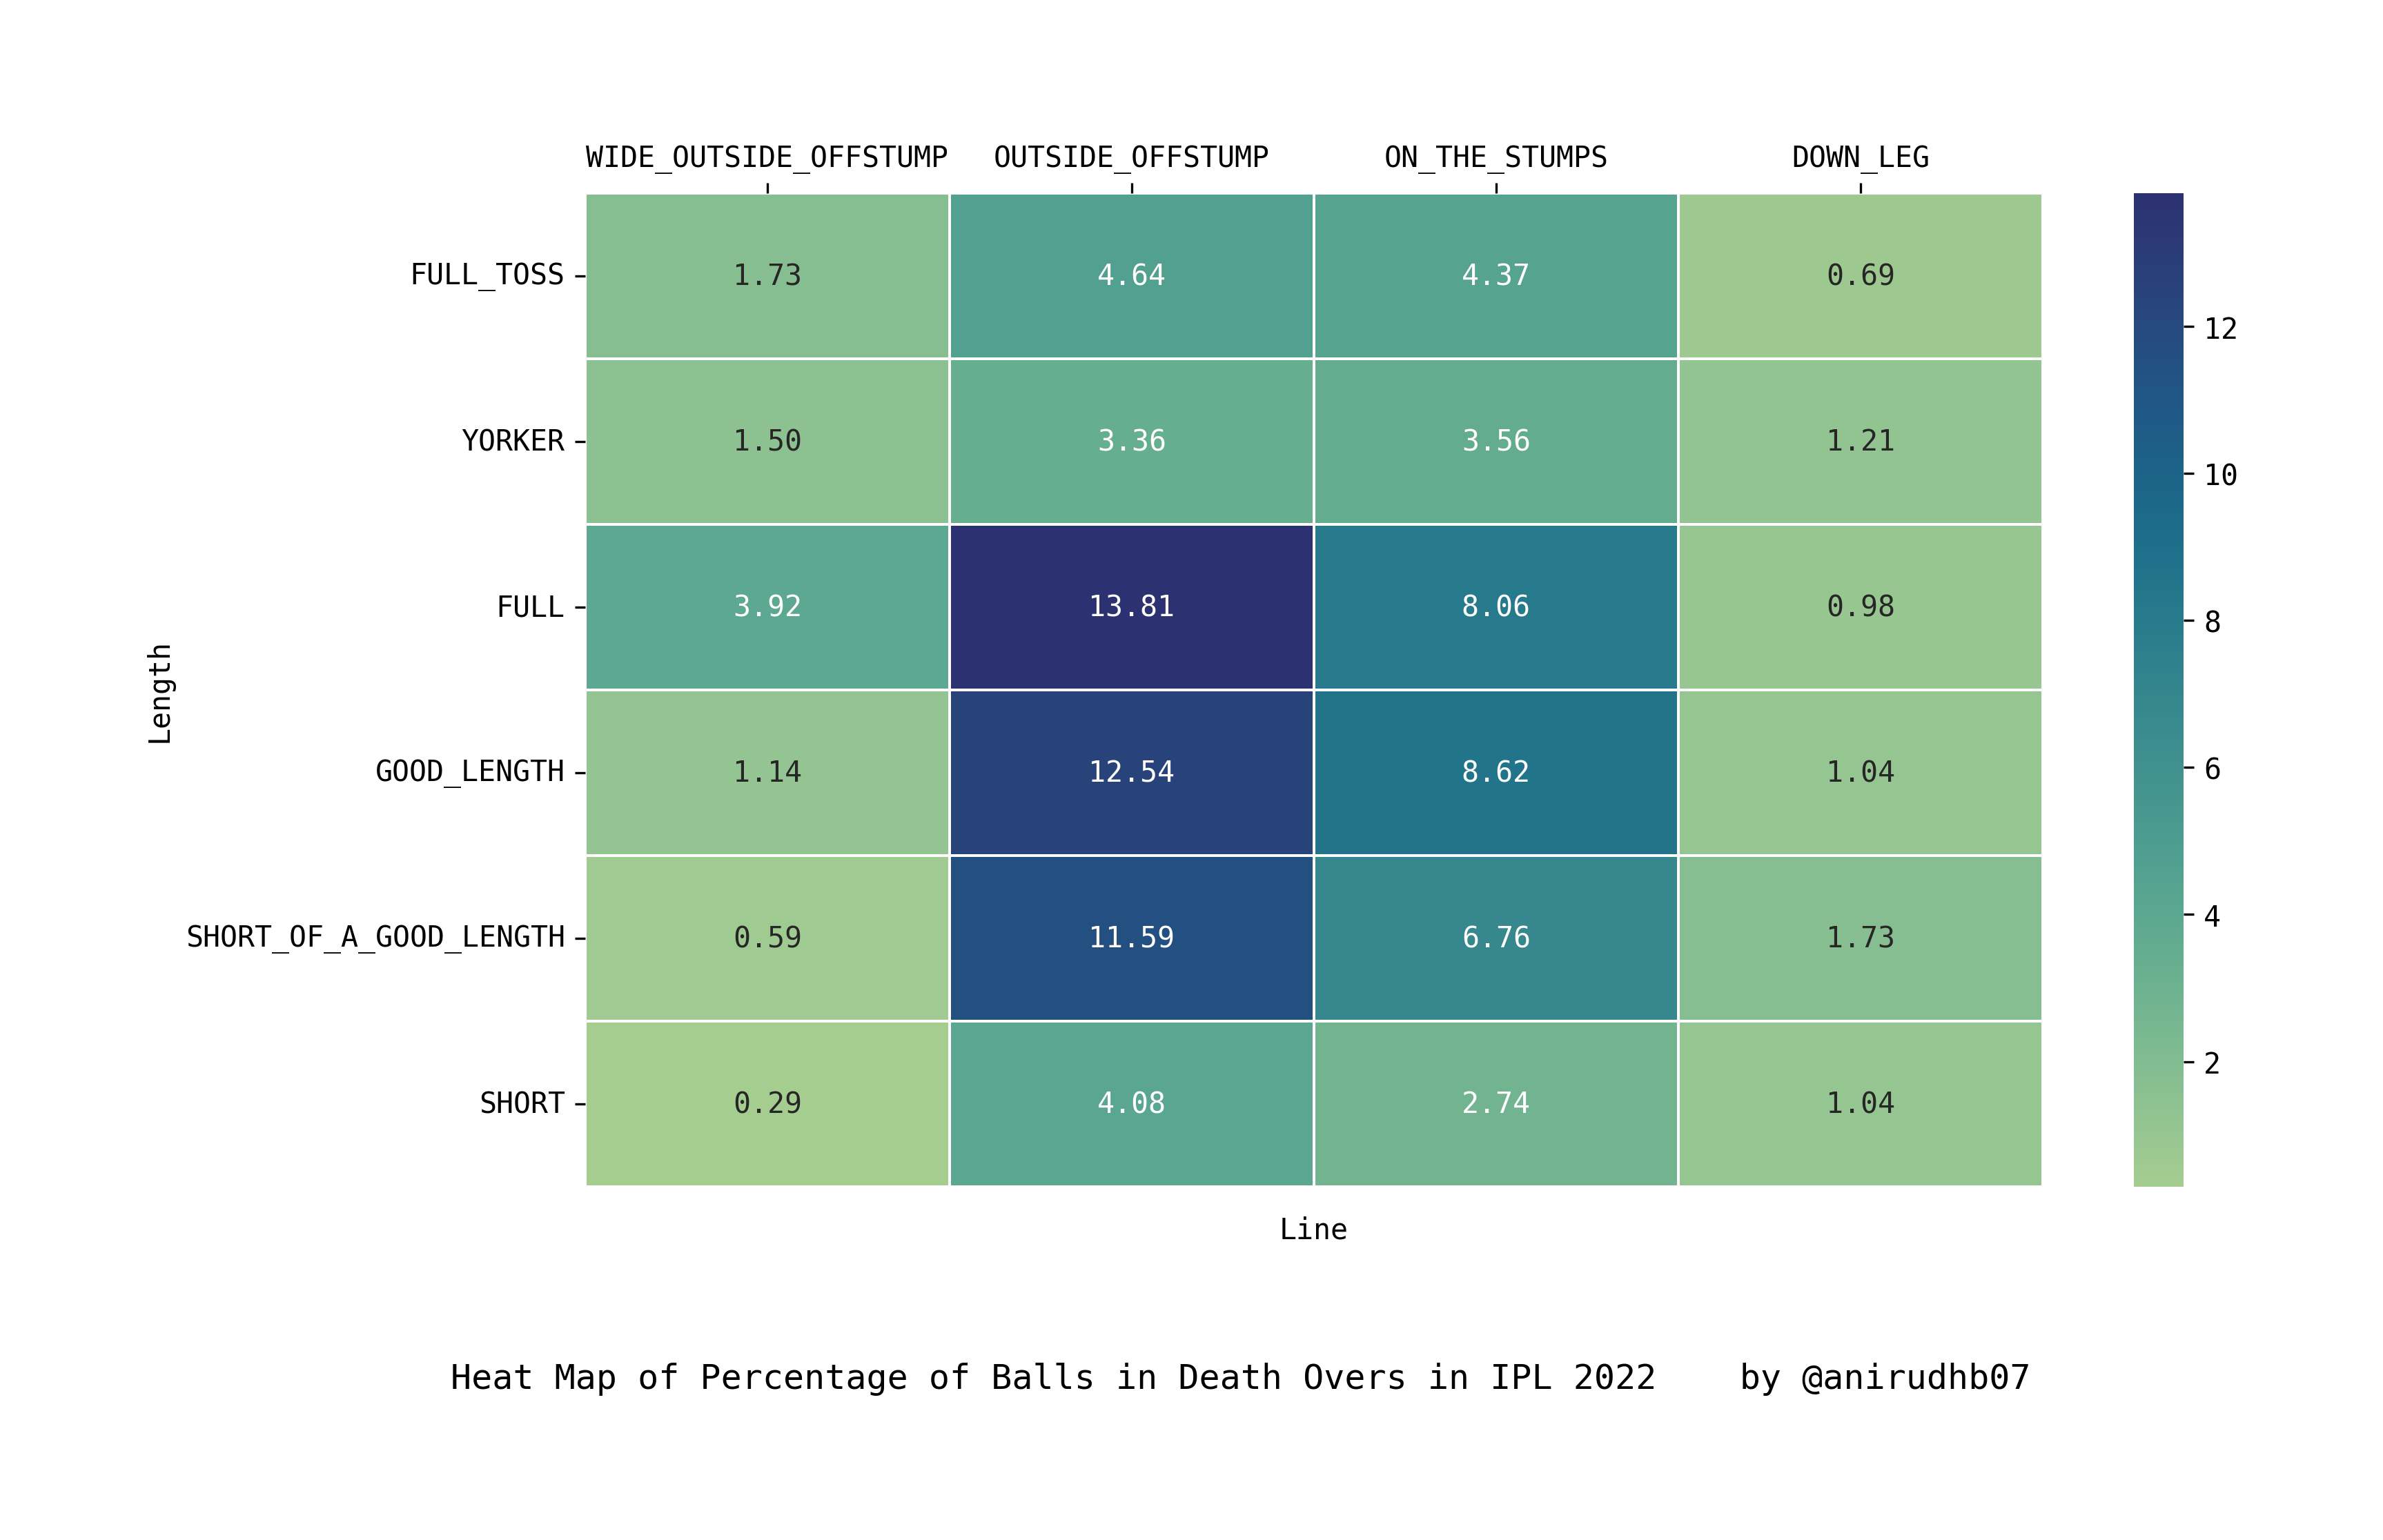 WIDE_OUTSIDE_OFFSTUMP OUTSIDE_OFFSTUMP ON_THE_STUMPS DOWN_LEG
FULL_TOSS 1.73 4.64 4.37 0.69
12
YORKER 1.50 3.36 3.56 1.21
10
FULL 3.92 13.81 8.06 0.98
8
Length
GOOD_LENGTH 1.14 12.54 8.62 1.04
6
SHORT_OF_A_GOOD_LENGTH 0.59 11.59 6.76 1.73
4
SHORT 0.29 4.08 2.74 1.04
2
Line
Heat Map of Percentage of Balls in Death Overs in IPL 2022 by @anirudhb07